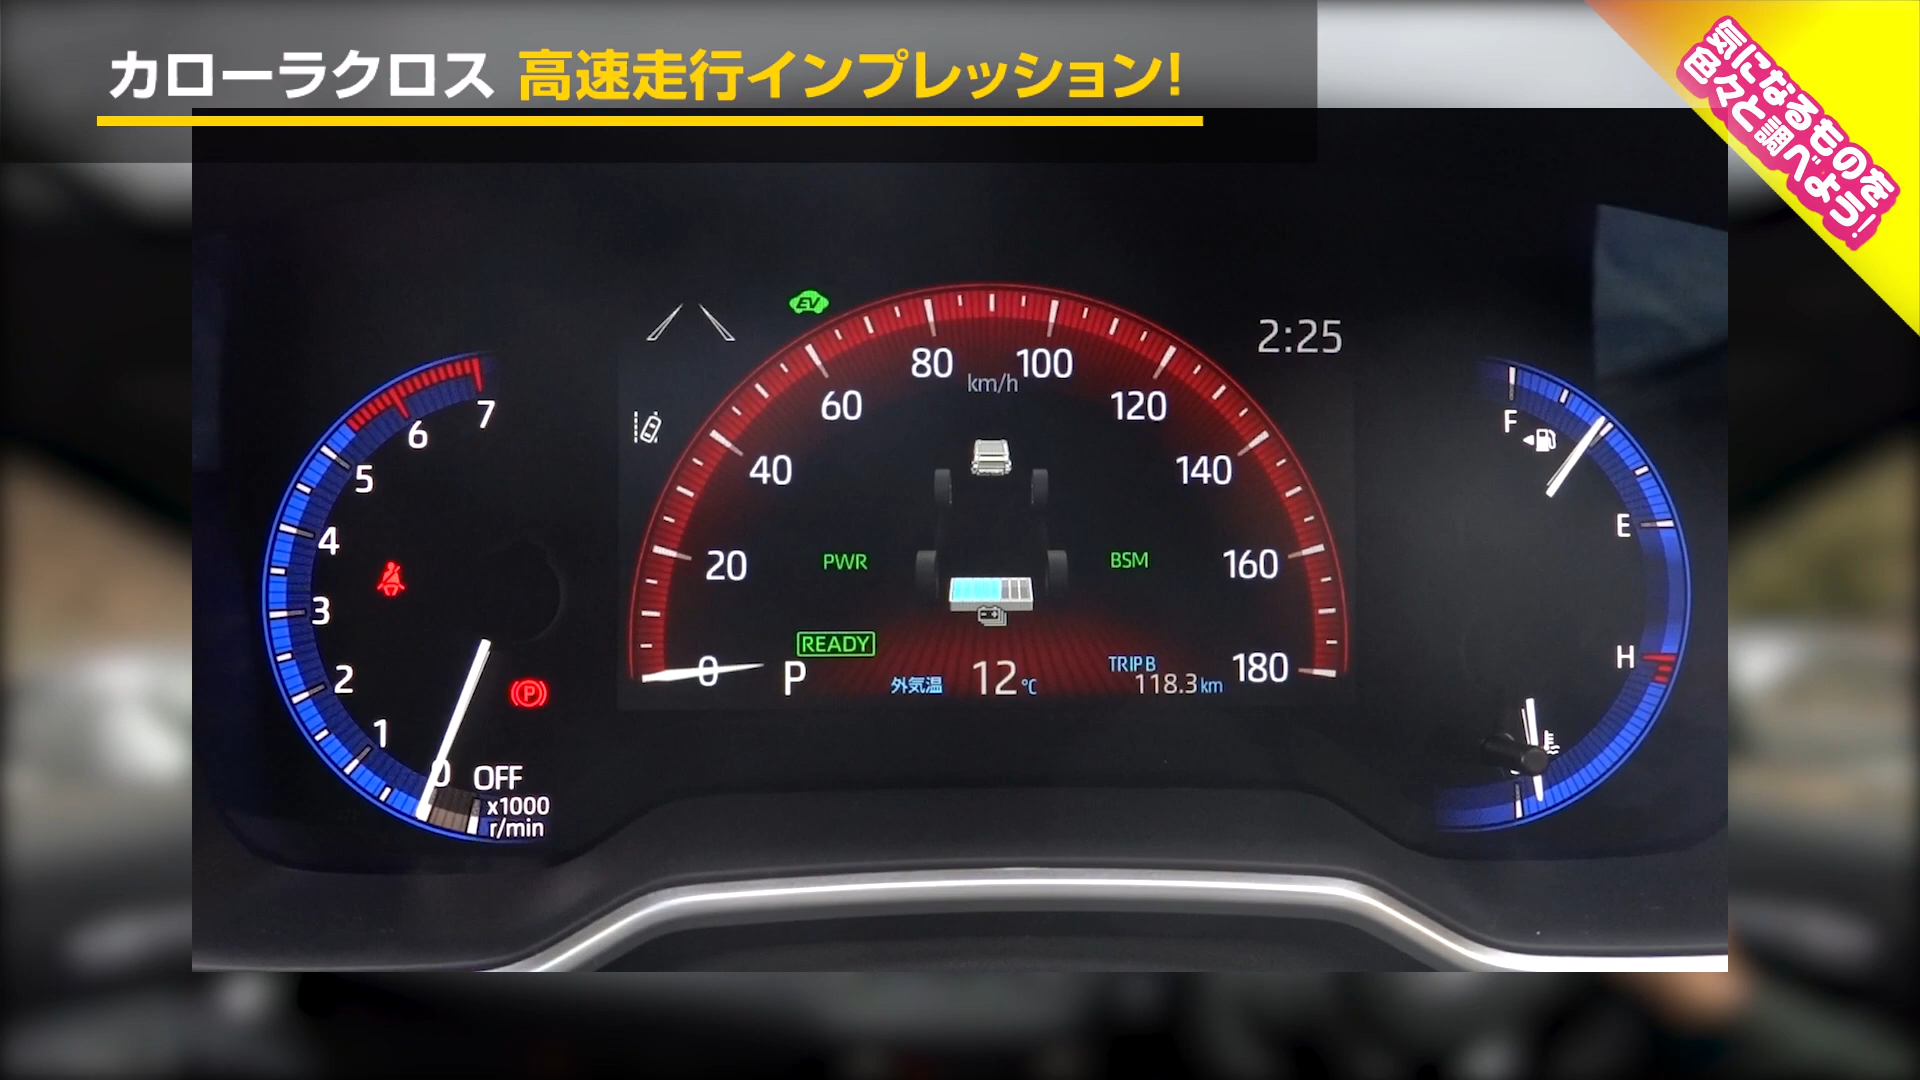 カローラクロス 高速走行インプレッション!
気になるものを
色々と調べよう!
EV
2:25
80
100
km/h
60
120
40
140
20
160
0
180
PWR
BSM
READY
P
外気温 12℃
TRIP B
118.3km
7
6
5
4
3
2
1
0
OFF
x1000
r/min
P
F
E
H